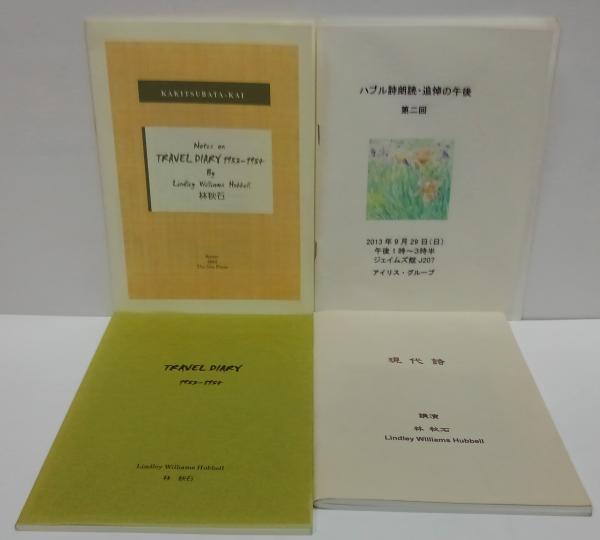 KAKITSUBATA-KAI
Notes on
TRAVEL DIARY 1953-1954
By
Lindley Williams Hubbell
林秋石
Kyoto
The Iris Press
ハブル詩朗読・追悼の午後
第二回
2013年9月29日(日)
午後1時~3時半
ジェイムズ館 J207
アイリス・グループ
TRAVEL DIARY
1953-1954
Lindley Williams Hubbell
林 秋石
現代詩
講演
林 秋石
Lindley Williams Hubbell